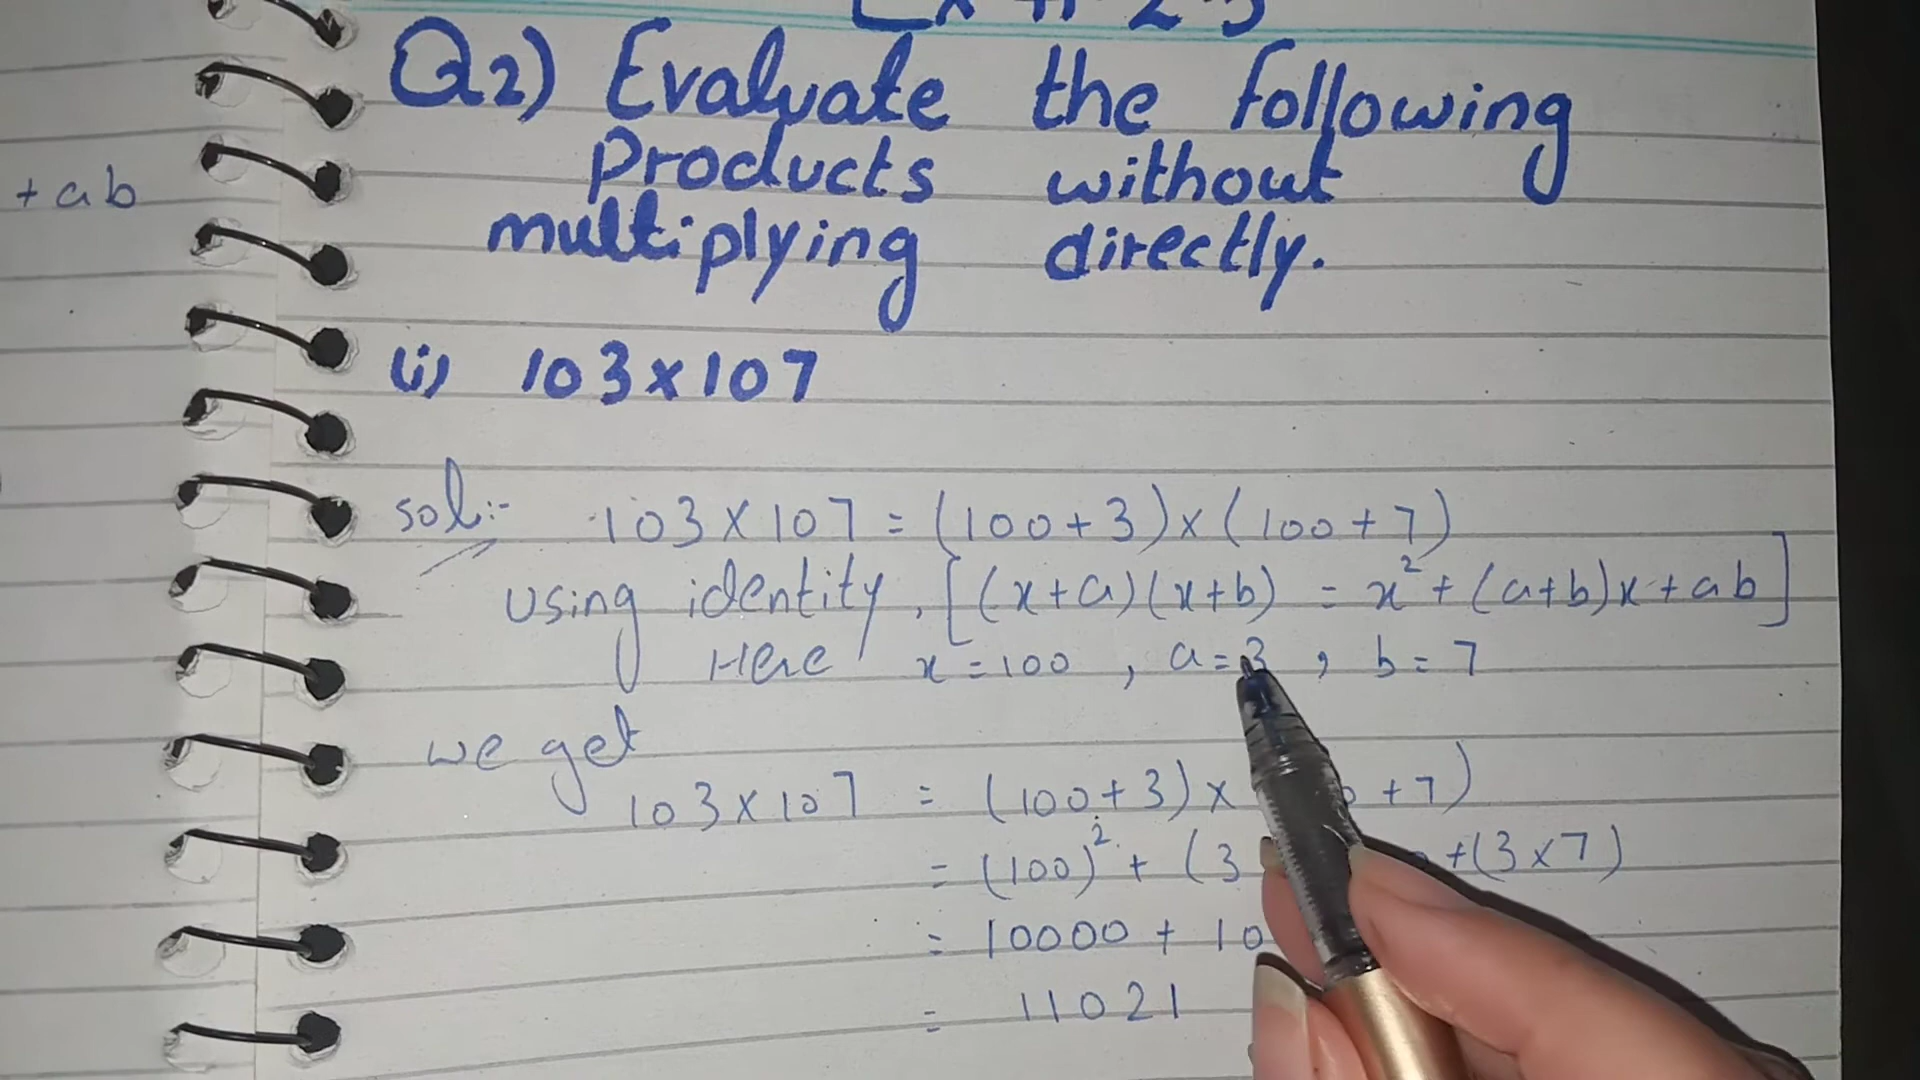 +ab
Q2) Evaluate the following
Products without
multiplying directly.
(i) 103×107
Sol:- 103×107 = (100+3)×(100+7)
Using identity, [(x+a)(x+b) = x²+(a+b)x+ab]
Here x=100, a=3, b=7
we get
103×107 = (100+3)× +7)
= (100)²+(3 +(3×7)
= 10000+10
= 11021